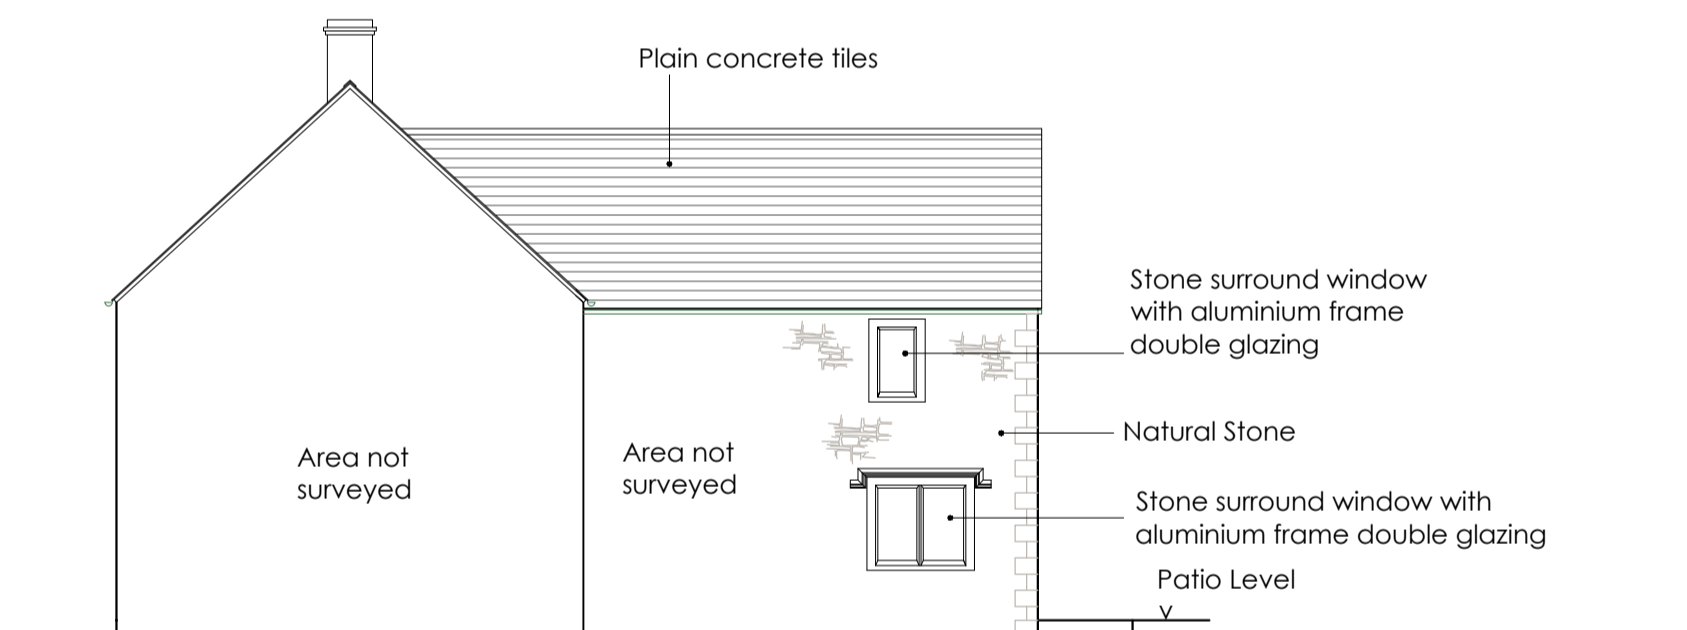 Plain concrete tiles
Stone surround window
with aluminium frame
double glazing
Natural Stone
Area not
surveyed
Area not
surveyed
Stone surround window with
aluminium frame double glazing
Patio Level